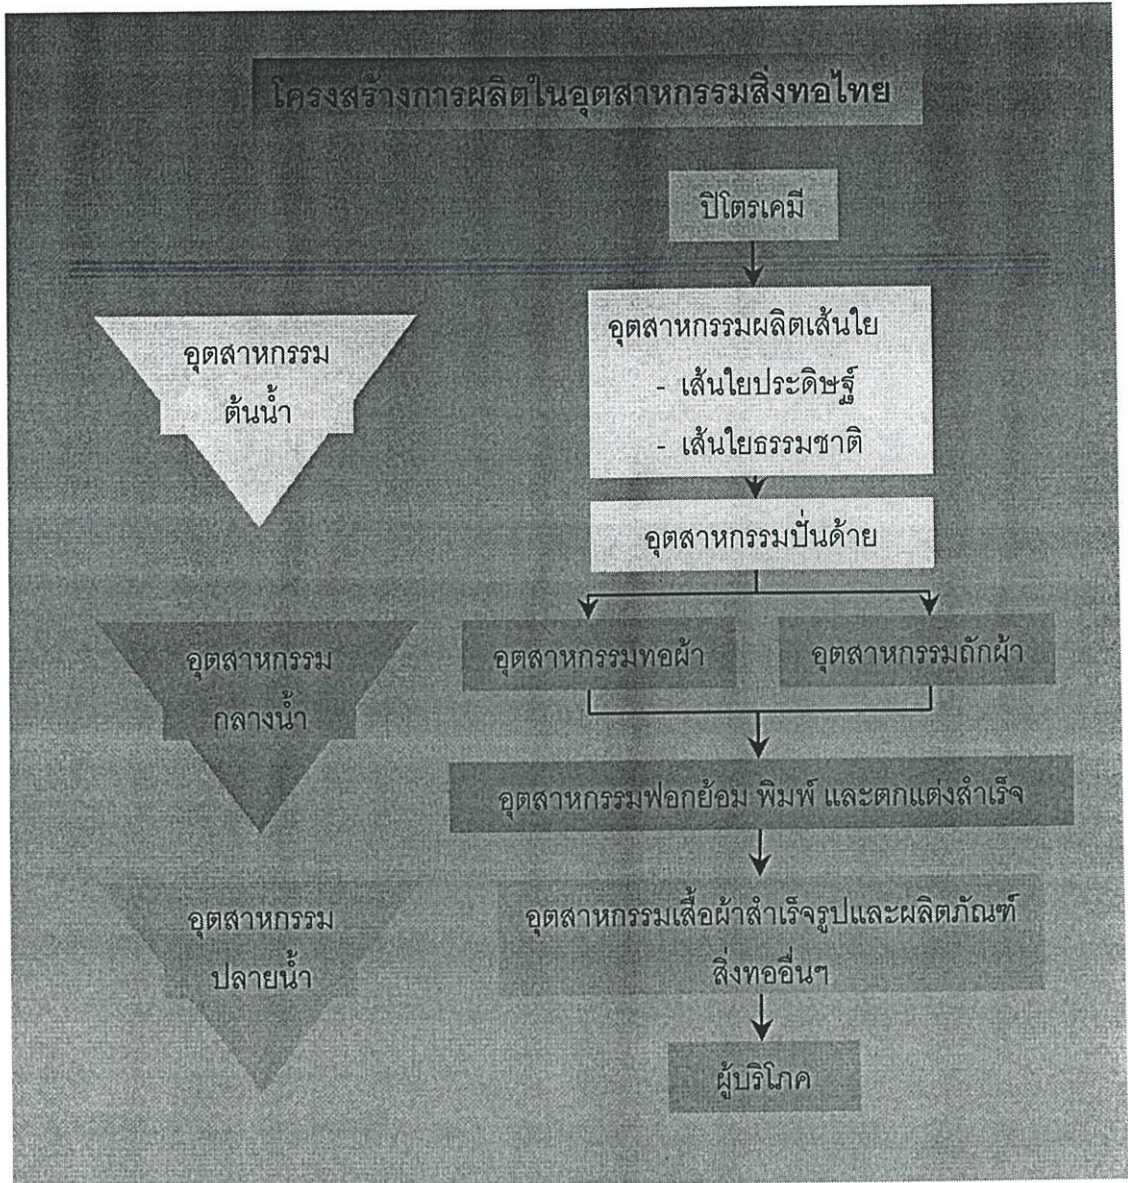 โครงสร้างการผลิตในอุตสาหกรรมสิ่งทอไทย
ปิโตรเคมี
อุตสาหกรรม
ต้นน้ำ
อุตสาหกรรมผลิตเส้นใย
- เส้นใยประดิษฐ์
- เส้นใยธรรมชาติ
อุตสาหกรรมปั่นด้าย
อุตสาหกรรม
กลางน้ำ
อุตสาหกรรมทอผ้า
อุตสาหกรรมถักผ้า
อุตสาหกรรมฟอกย้อม พิมพ์ และตกแต่งสำเร็จ
อุตสาหกรรม
ปลายน้ำ
อุตสาหกรรมเสื้อผ้าสำเร็จรูปและผลิตภัณฑ์
สิ่งทออื่นๆ
ผู้บริโภค